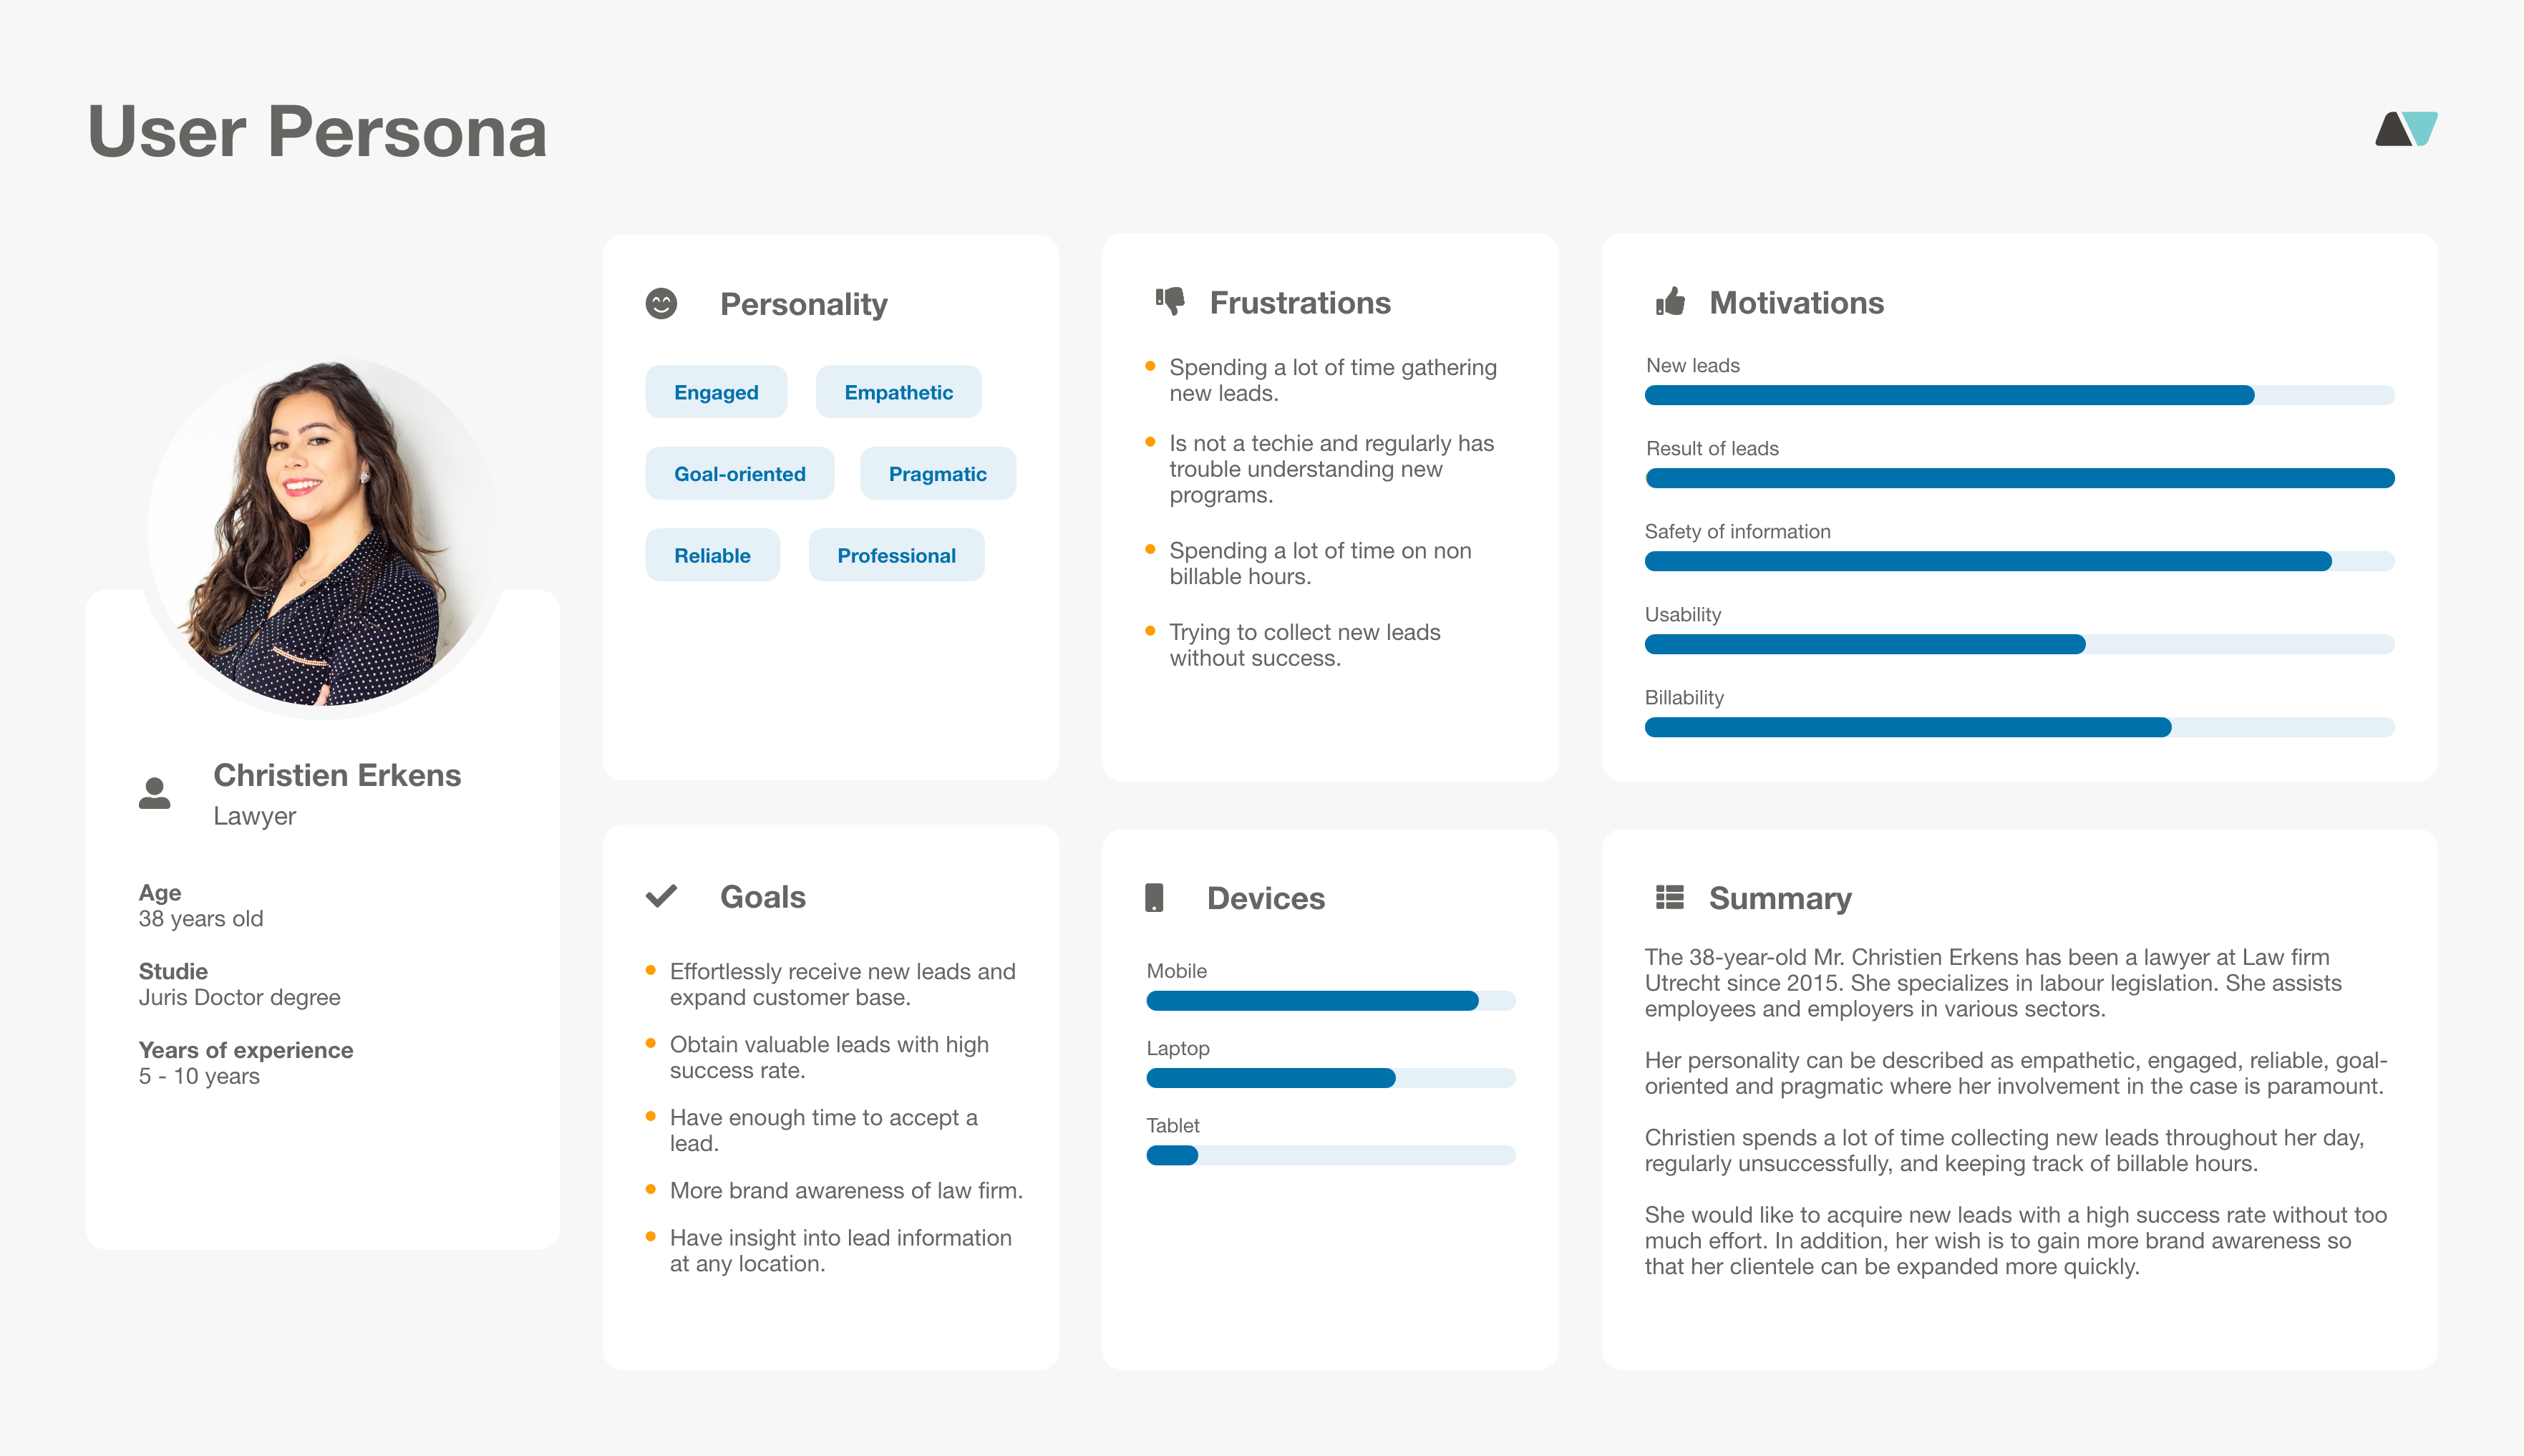 User Persona
Christien Erkens
Lawyer
Age
38 years old
Studie
Juris Doctor degree
Years of experience
5 - 10 years
Personality
Engaged
Empathetic
Goal-oriented
Pragmatic
Reliable
Professional
Frustrations
Spending a lot of time gathering
new leads.
Is not a techie and regularly has
trouble understanding new
programs.
Spending a lot of time on non
billable hours.
Trying to collect new leads
without success.
Motivations
New leads
Result of leads
Safety of information
Usability
Billability
Goals
Effortlessly receive new leads and
expand customer base.
Obtain valuable leads with high
success rate.
Have enough time to accept a
lead.
More brand awareness of law firm.
Have insight into lead information
at any location.
Devices
Mobile
Laptop
Tablet
Summary
The 38-year-old Mr. Christien Erkens has been a lawyer at Law firm
Utrecht since 2015. She specializes in labour legislation. She assists
employees and employers in various sectors.
Her personality can be described as empathetic, engaged, reliable, goal-
oriented and pragmatic where her involvement in the case is paramount.
Christien spends a lot of time collecting new leads throughout her day,
regularly unsuccessfully, and keeping track of billable hours.
She would like to acquire new leads with a high success rate without too
much effort. In addition, her wish is to gain more brand awareness so
that her clientele can be expanded more quickly.